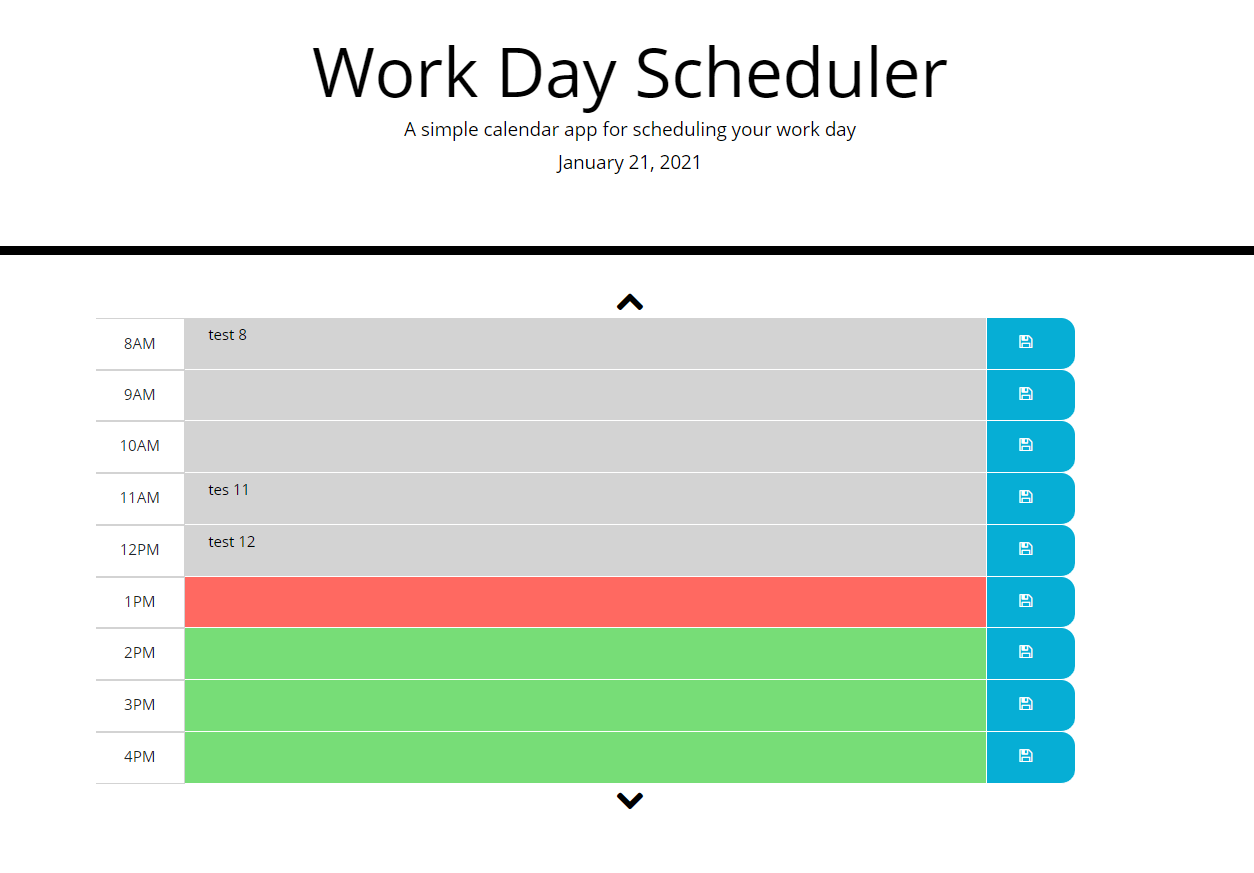 Work Day Scheduler
A simple calendar app for scheduling your work day
January 21, 2021
8AM test 8
9AM
10AM
11AM tes 11
12PM test 12
1PM
2PM
3PM
4PM